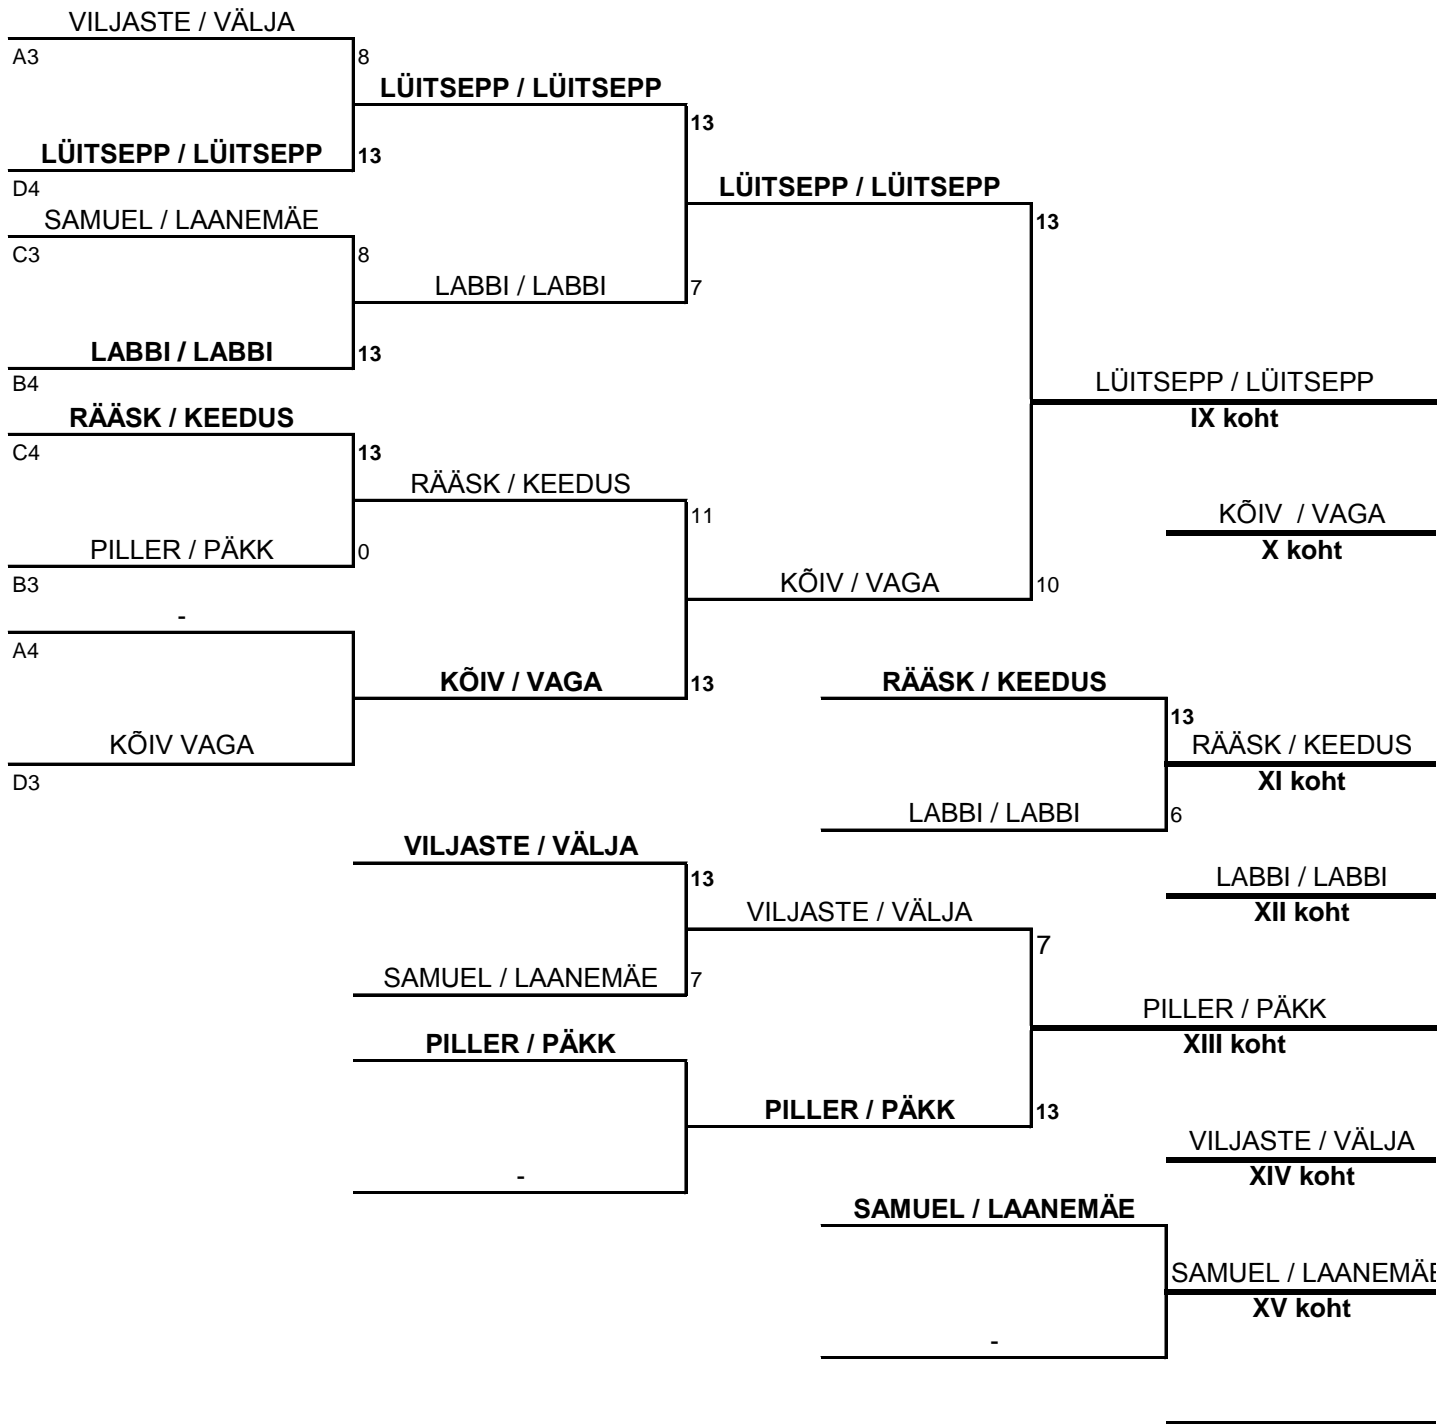 VILJASTE / VÄLJA
A3
8
LÜITSEPP / LÜITSEPP
13
LÜITSEPP / LÜITSEPP
13
D4
LÜITSEPP / LÜITSEPP
SAMUEL / LAANEMÄE
13
C3
8
LABBI / LABBI
7
LABBI / LABBI
13
B4
LÜITSEPP / LÜITSEPP
IX koht
RÄÄSK / KEEDUS
C4
13
RÄÄSK / KEEDUS
11
KÕIV / VAGA
X koht
PILLER / PÄKK
0
B3
KÕIV / VAGA
10
-
A4
KÕIV / VAGA
13
RÄÄSK / KEEDUS
13
KÕIV VAGA
RÄÄSK / KEEDUS
D3
XI koht
LABBI / LABBI
6
VILJASTE / VÄLJA
13
LABBI / LABBI
XII koht
VILJASTE / VÄLJA
7
SAMUEL / LAANEMÄE
7
PILLER / PÄKK
XIII koht
PILLER / PÄKK
PILLER / PÄKK
13
VILJASTE / VÄLJA
XIV koht
-
SAMUEL / LAANEMÄE
SAMUEL / LAANEMÄE
XV koht
-